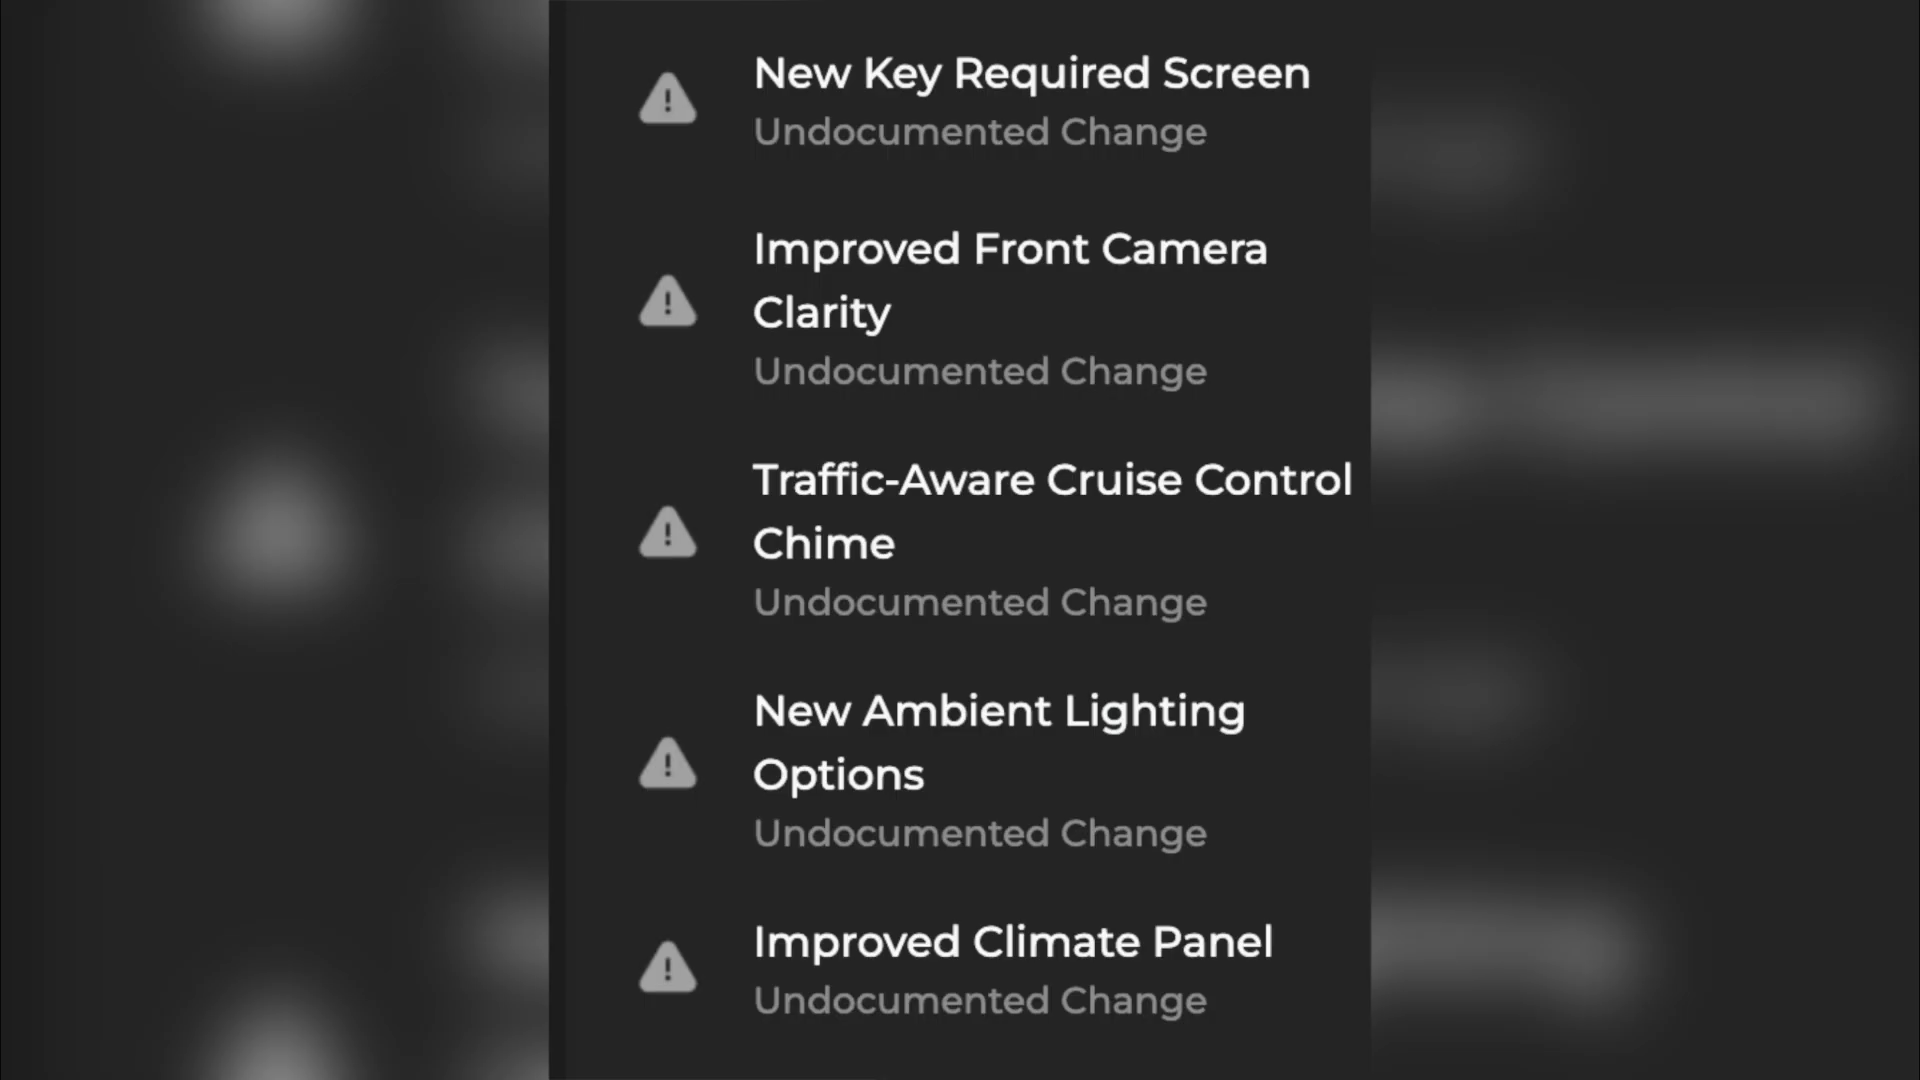 New Key Required Screen
Undocumented Change
Improved Front Camera
Clarity
Undocumented Change
Traffic-Aware Cruise Control
Chime
Undocumented Change
New Ambient Lighting
Options
Undocumented Change
Improved Climate Panel
Undocumented Change